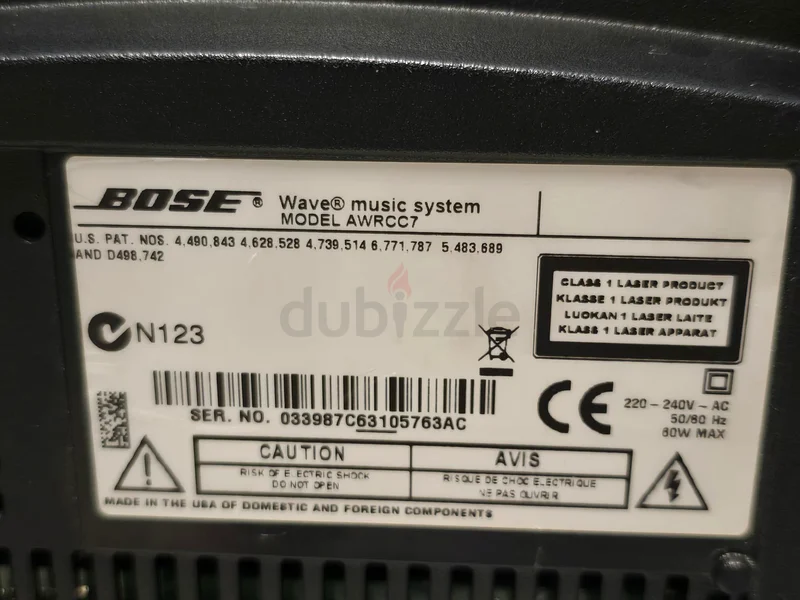 BOSE® Wave® music system
MODEL AWRCC7
U.S. PAT. NOS. 4,490,843 4,628,528 4,739,514 6,771,787 5,483,689
AND D498,742
dubizzle
CLASS 1 LASER PRODUCT
KLASSE 1 LASER PRODUKT
LUOKAN 1 LASER LAITE
KLASS 1 LASER APPARAT
N123
SER. NO. 033987C63105763AC
CE
220-240V ~ AC
50/60 Hz
60W MAX
CAUTION
RISK OF ELECTRIC SHOCK
DO NOT OPEN
AVIS
RISQUE DE CHOC ELECTRIQUE
NE PAS OUVRIR
MADE IN THE USA OF DOMESTIC AND FOREIGN COMPONENTS